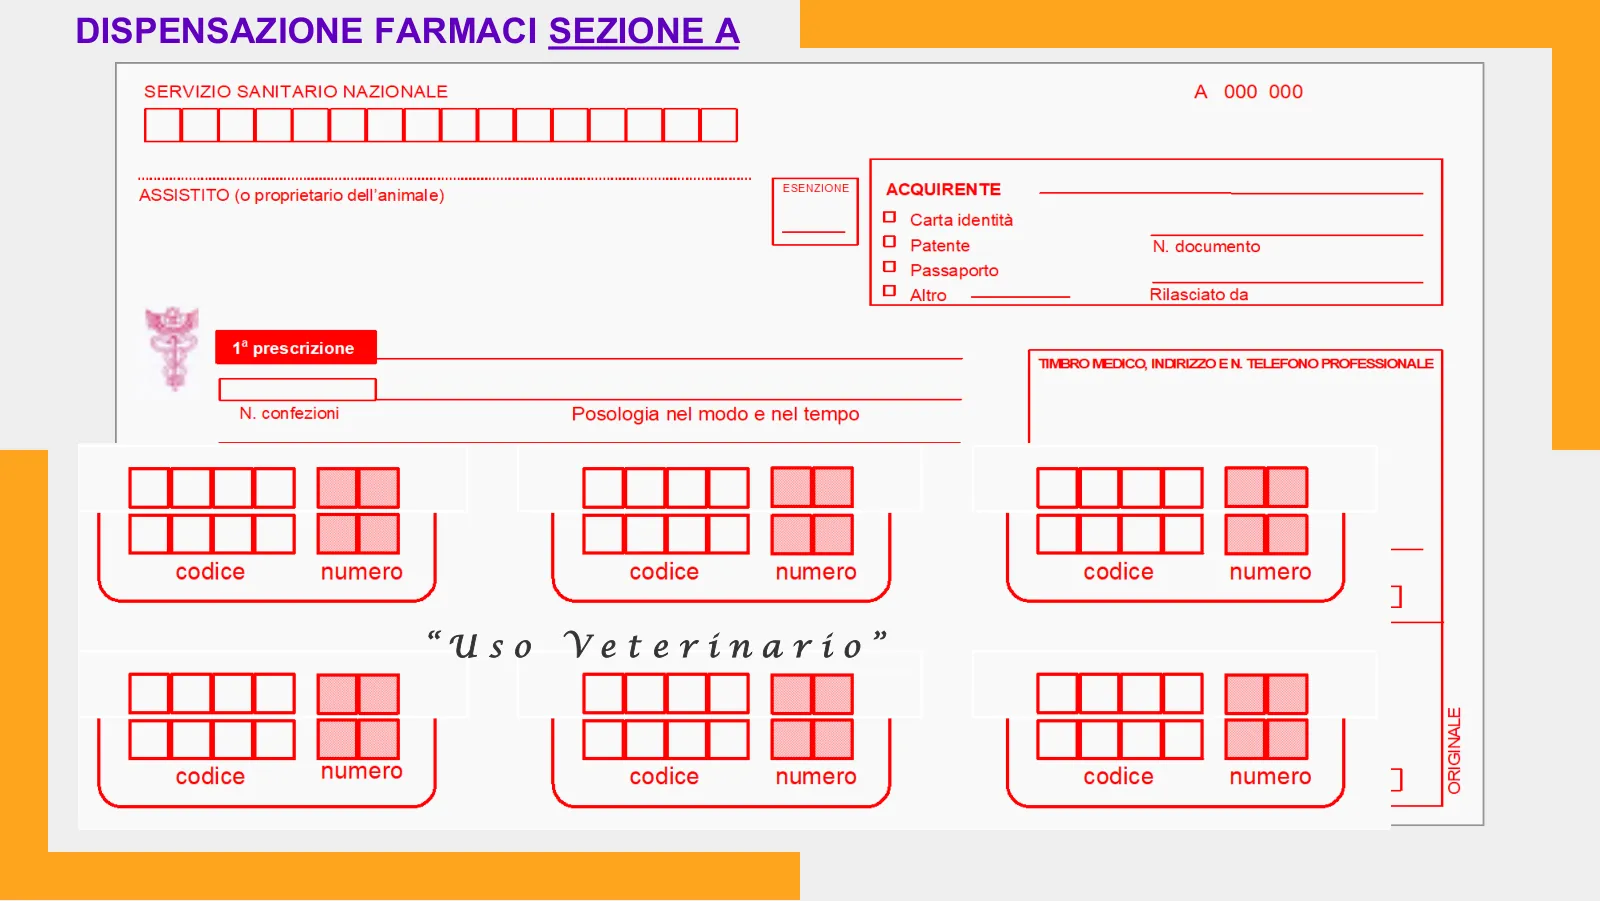 DISPENSAZIONE FARMACI SEZIONE A
SERVIZIO SANITARIO NAZIONALE
A 000 000
ASSISTITO (o proprietario dell'animale)
ESENZIONE
ACQUIRENTE
Carta identità
Patente
N. documento
Passaporto
Altro
Rilasciato da
1ª prescrizione
TIMBRO MEDICO, INDIRIZZO E N. TELEFONO PROFESSIONALE
N. confezioni
Posologia nel modo e nel tempo
codice numero
codice numero
codice numero
“Uso Veterinario”
codice numero
codice numero
codice numero
ORIGINALE